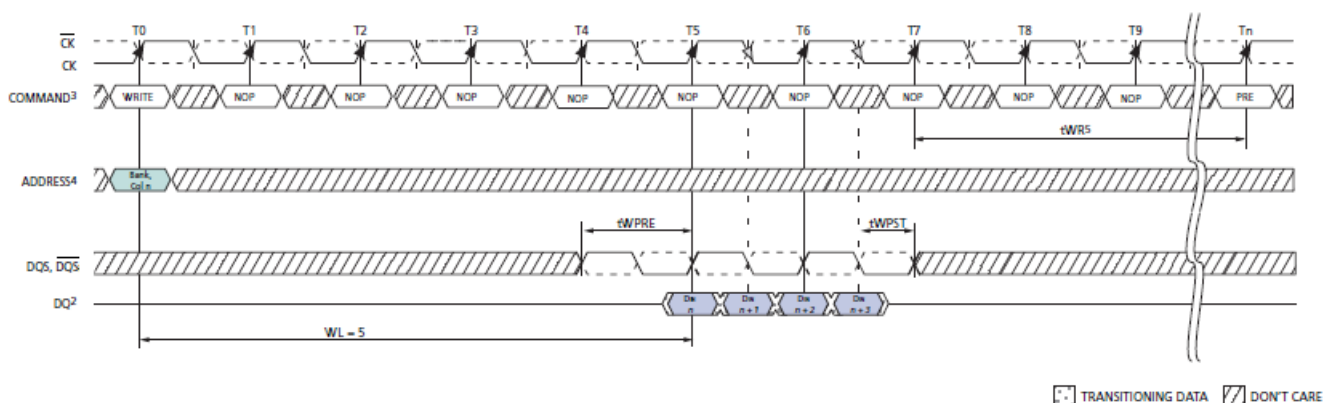 T0 T1 T2 T3 T4 T5 T6 T7 T8 T9 Tn
CK
CK
COMMAND3 WRITE NOP NOP NOP NOP NOP NOP NOP NOP NOP PRE
tWR5
ADDRESS4 Bank, Col n
tWPRE tWPST
DQS, DQS
DQ2 DIN n DIN n + 1 DIN n + 2 DIN n + 3
WL = 5
TRANSITIONING DATA DON'T CARE